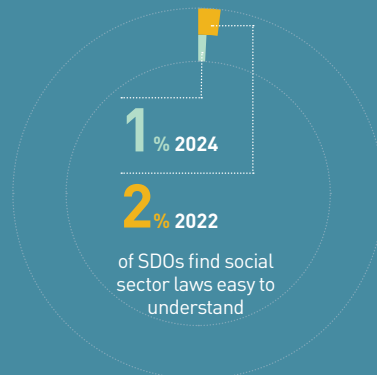 1% 2024
2% 2022
of SDOs find social
sector laws easy to
understand